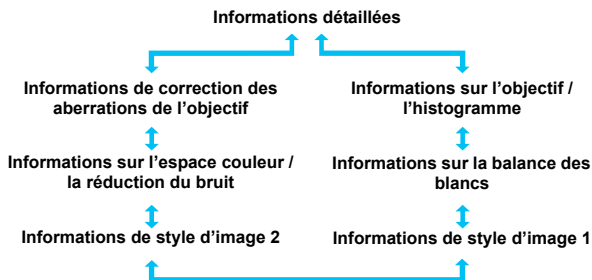 Informations détaillées
Informations de correction des
aberrations de l'objectif
Informations sur l'objectif /
l'histogramme
Informations sur l'espace couleur /
la réduction du bruit
Informations sur la balance des
blancs
Informations de style d'image 2
Informations de style d'image 1